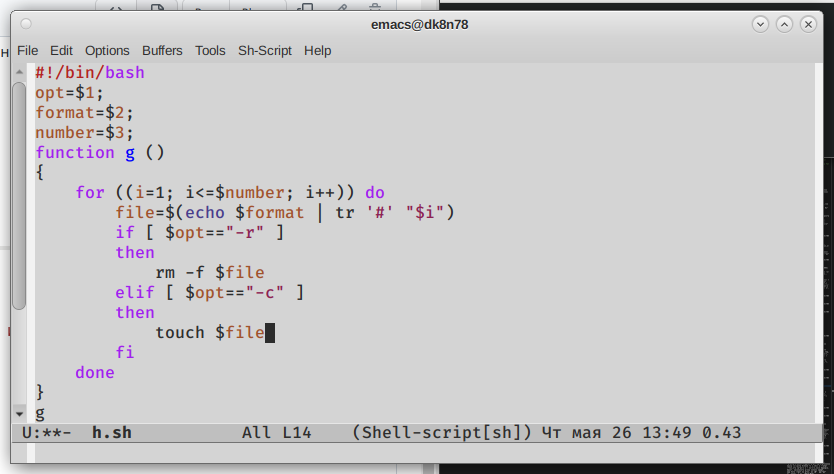 emacs@dk8n78
File Edit Options Buffers Tools Sh-Script Help
#!/bin/bash
opt=$1;
format=$2;
number=$3;
function g ()
{
    for ((i=1; i<=$number; i++)) do
        file=$(echo $format | tr '#' "$i")
        if [ $opt=="-r" ]
        then
            rm -f $file
        elif [ $opt=="-c" ]
        then
            touch $file
        fi
    done
}
g
U:**-  h.sh                 All L14    (Shell-script[sh]) Чт мая 26 13:49 0.43